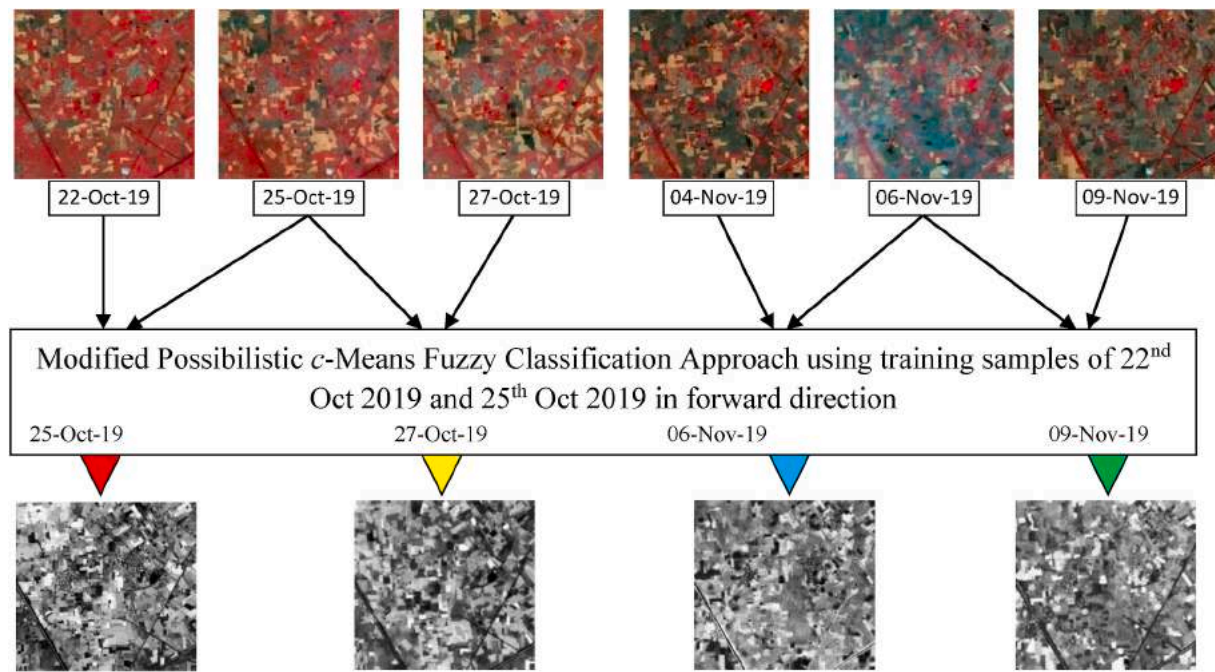 22-Oct-19
25-Oct-19
27-Oct-19
04-Nov-19
06-Nov-19
09-Nov-19
Modified Possibilistic c-Means Fuzzy Classification Approach using training samples of 22nd
Oct 2019 and 25th Oct 2019 in forward direction
25-Oct-19
27-Oct-19
06-Nov-19
09-Nov-19